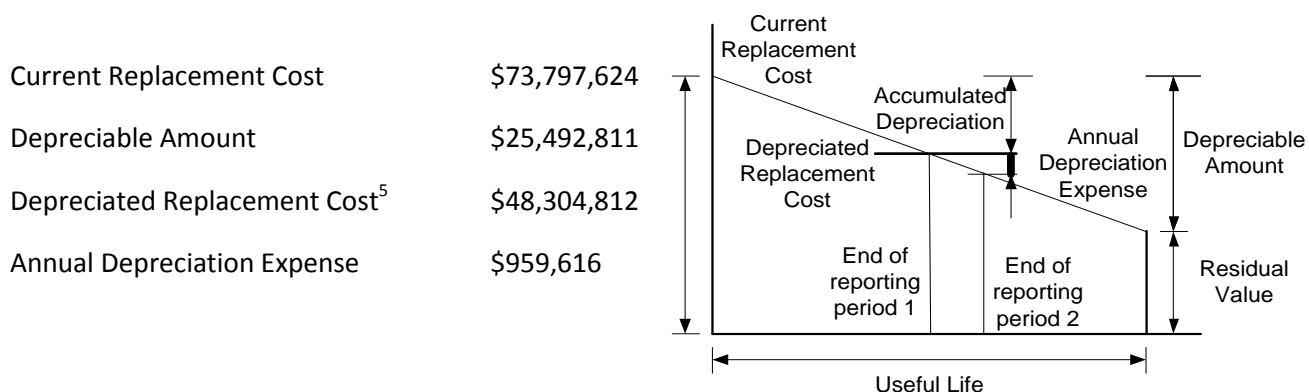 Current Replacement Cost $73,797,624
Depreciable Amount $25,492,811
Depreciated Replacement Cost5 $48,304,812
Annual Depreciation Expense $959,616
Current
Replacement
Cost
Accumulated
Depreciation
Depreciated
Replacement
Cost
Annual
Depreciation
Expense
Depreciable
Amount
End of
reporting
period 1
End of
reporting
period 2
Residual
Value
Useful Life